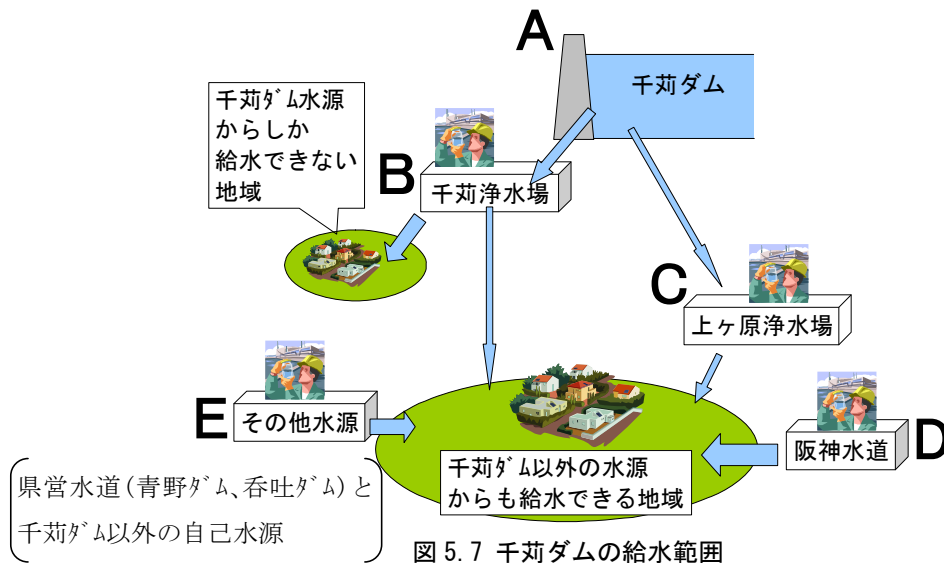 A
千苅ダム
千苅ﾀﾞﾑ水源
からしか
給水できない
地域
B
千苅浄水場
C
上ヶ原浄水場
E
その他水源
D
阪神水道
千苅ﾀﾞﾑ以外の水源
からも給水できる地域
県営水道(青野ﾀﾞﾑ、呑吐ﾀﾞﾑ)と
千苅ﾀﾞﾑ以外の自己水源
図 5.7 千苅ダムの給水範囲